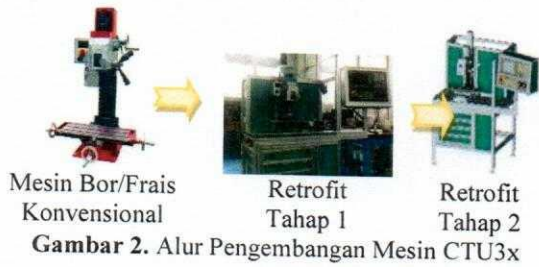 Mesin Bor/Frais
Konvensional
Retrofit
Tahap 1
Retrofit
Tahap 2
Gambar 2. Alur Pengembangan Mesin CTU3x